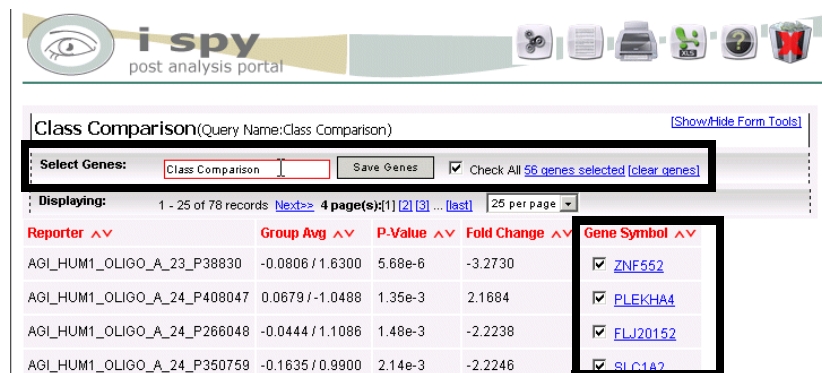 i spy
post analysis portal
XLS
?
Class Comparison(Query Name:Class Comparison)
[Show/Hide Form Tools]
Select Genes: Class Comparison Save Genes Check All 56 genes selected [clear genes]
Displaying: 1 - 25 of 78 records Next>> 4 page(s):[1] [2] [3] ... [last] 25 per page
Reporter Group Avg P-Value Fold Change Gene Symbol
AGI_HUM1_OLIGO_A_23_P38830 -0.0806 / 1.6300 5.68e-6 -3.2730 ZNF552
AGI_HUM1_OLIGO_A_24_P408047 0.0679 / -1.0488 1.35e-3 2.1684 PLEKHA4
AGI_HUM1_OLIGO_A_24_P266048 -0.0444 / 1.1086 1.48e-3 -2.2238 FLJ20152
AGI_HUM1_OLIGO_A_24_P350759 -0.1635 / 0.9900 2.14e-3 -2.2246 SLC1A2